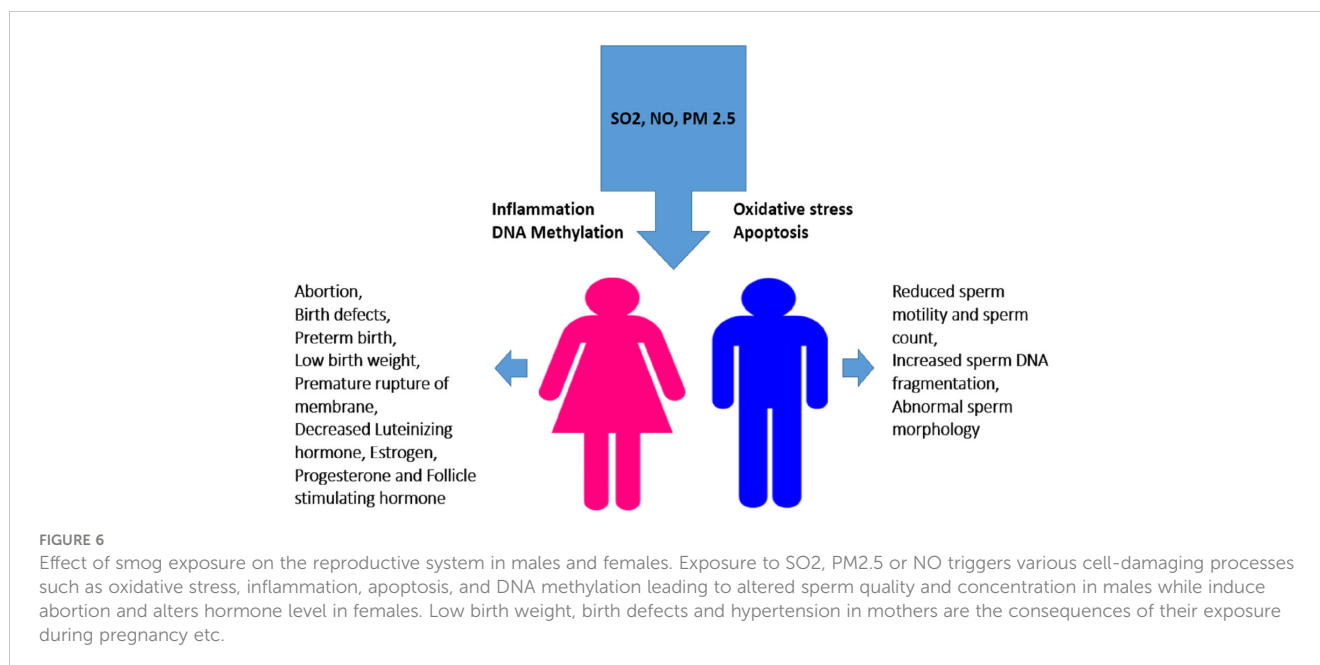 SO2, NO, PM 2.5
Inflammation
DNA Methylation
Oxidative stress
Apoptosis
Abortion,
Birth defects,
Preterm birth,
Low birth weight,
Premature rupture of
membrane,
Decreased Luteinizing
hormone, Estrogen,
Progesterone and Follicle
stimulating hormone
Reduced sperm
motility and sperm
count,
Increased sperm DNA
fragmentation,
Abnormal sperm
morphology
FIGURE 6
Effect of smog exposure on the reproductive system in males and females. Exposure to SO2, PM2.5 or NO triggers various cell-damaging processes
such as oxidative stress, inflammation, apoptosis, and DNA methylation leading to altered sperm quality and concentration in males while induce
abortion and alters hormone level in females. Low birth weight, birth defects and hypertension in mothers are the consequences of their exposure
during pregnancy etc.